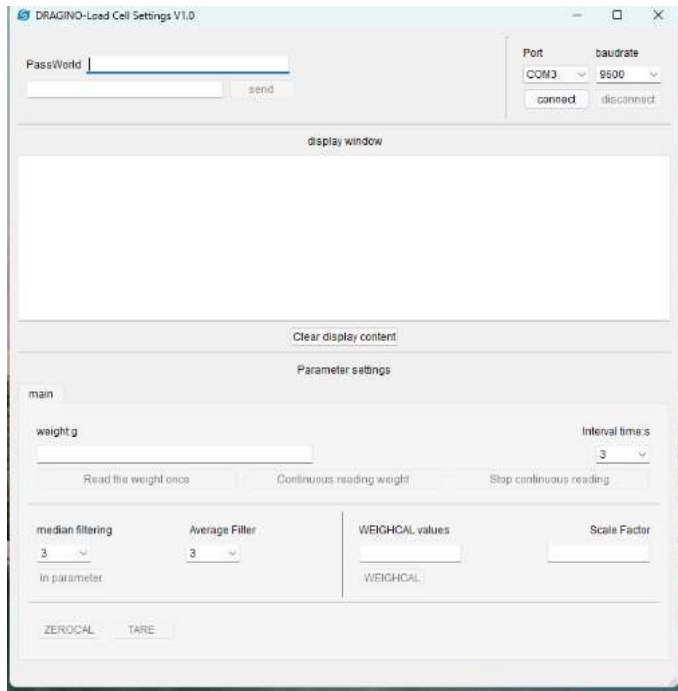 DRAGINO-Load Cell Settings V1.0
PassWorld
send
Port baudrate
COM3 9600
connect disconnect
display window
Clear display content
Parameter settings
main
weight:g Interval time:s
3
Read the weight once Continuous reading weight Stop continuous reading
median filtering Average Filter WEIGHCAL values Scale Factor
3 3
in parameter WEIGHCAL
ZEROCAL TARE